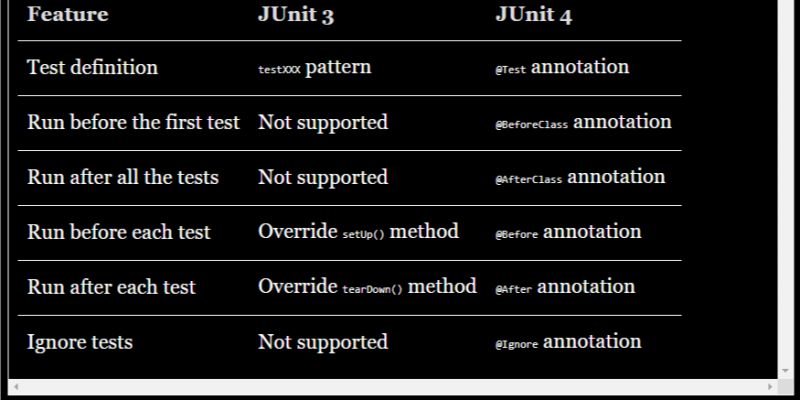 Feature JUnit 3 JUnit 4
Test definition testXXX pattern @Test annotation
Run before the first test Not supported @BeforeClass annotation
Run after all the tests Not supported @AfterClass annotation
Run before each test Override setUp() method @Before annotation
Run after each test Override tearDown() method @After annotation
Ignore tests Not supported @Ignore annotation